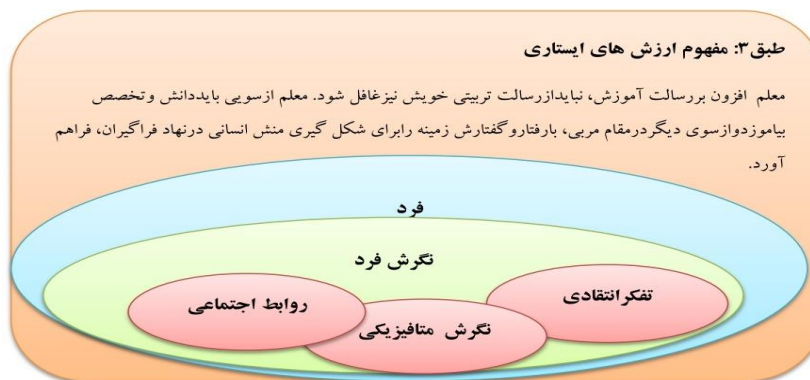 طبق۳: مفهوم ارزش های ایستاری
معلم افزون بررسالت آموزش، نبایدازرسالت تربیتی خویش نیزغافل شود. معلم ازسویی بایددانش وتخصص
بیاموزدوازسوی دیگردرمقام مربی، بارفتاروگفتارش زمینه رابرای شکل گیری منش انسانی درنهاد فراگیران، فراهم
آورد.
فرد
نگرش فرد
تفکرانتقادی
روابط اجتماعی
نگرش متافیزیکی